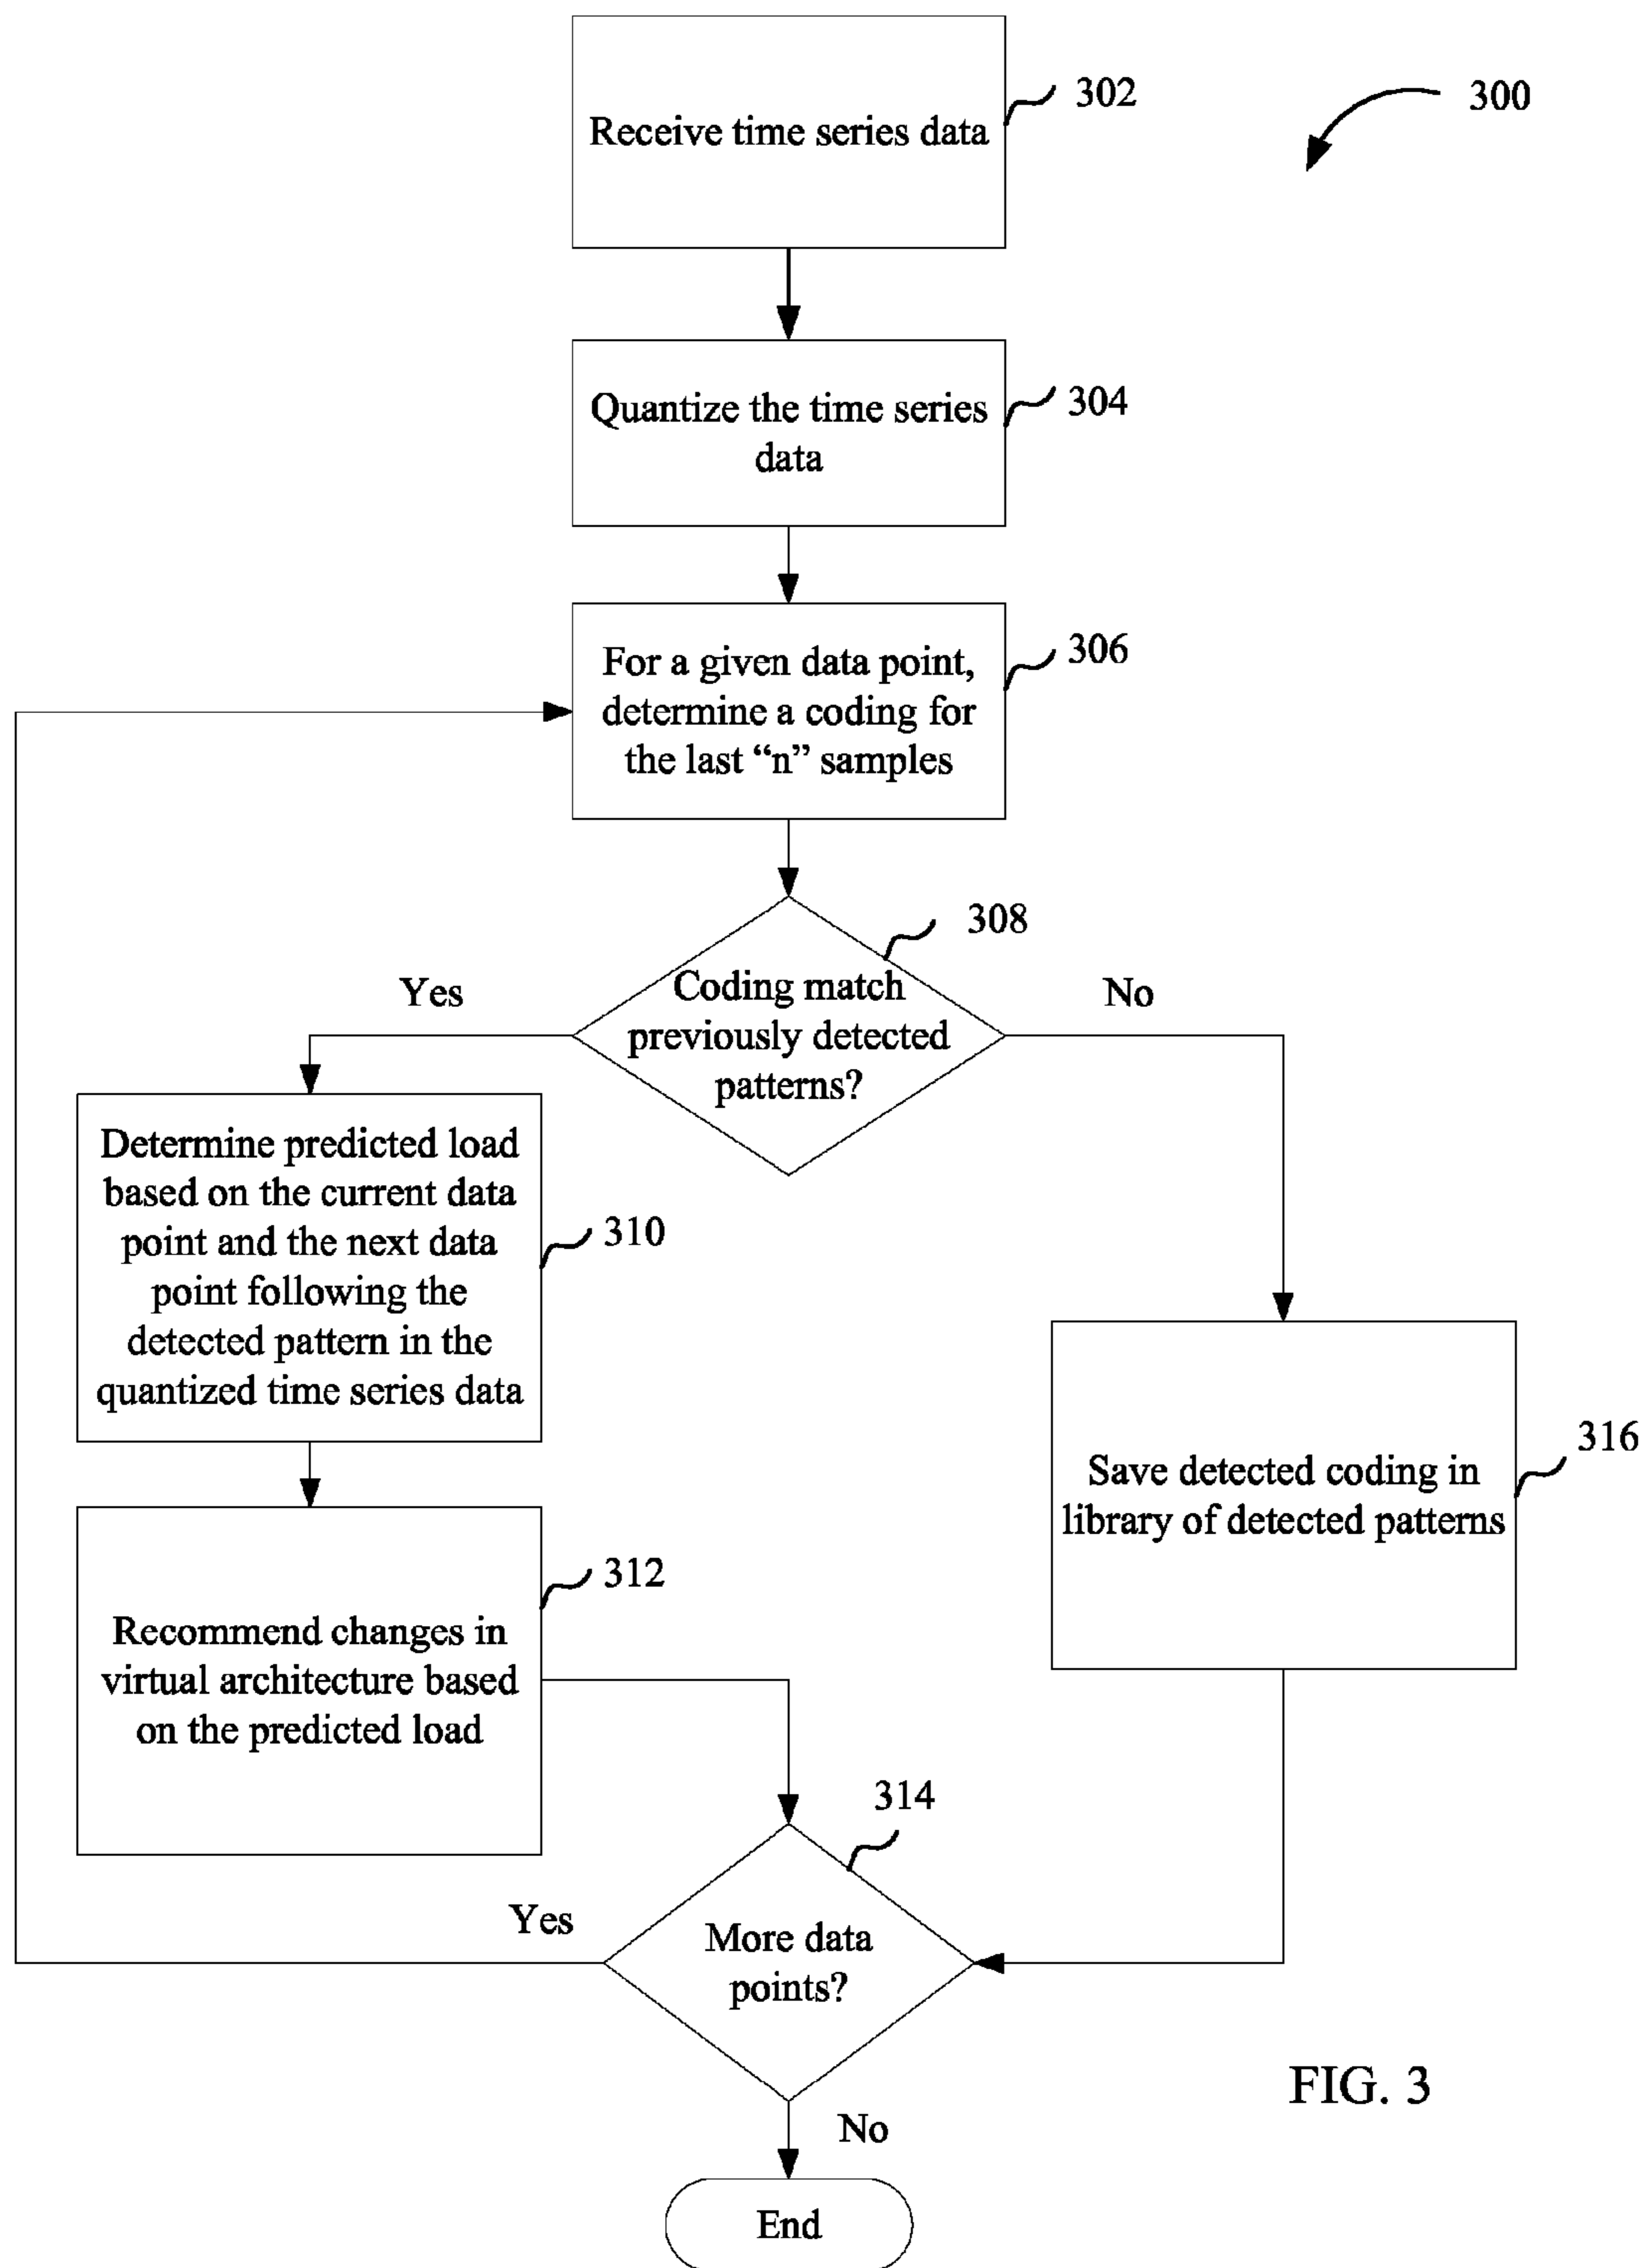 302
300
Receive time series data
304
Quantize the time series
data
306
For a given data point,
determine a coding for
the last “n” samples
308
Yes
Coding match
previously detected
patterns?
No
Determine predicted load
based on the current data
point and the next data
point following the
detected pattern in the
quantized time series data
310
316
Save detected coding in
library of detected patterns
312
Recommend changes in
virtual architecture based
on the predicted load
314
Yes
More data
points?
FIG. 3
No
End